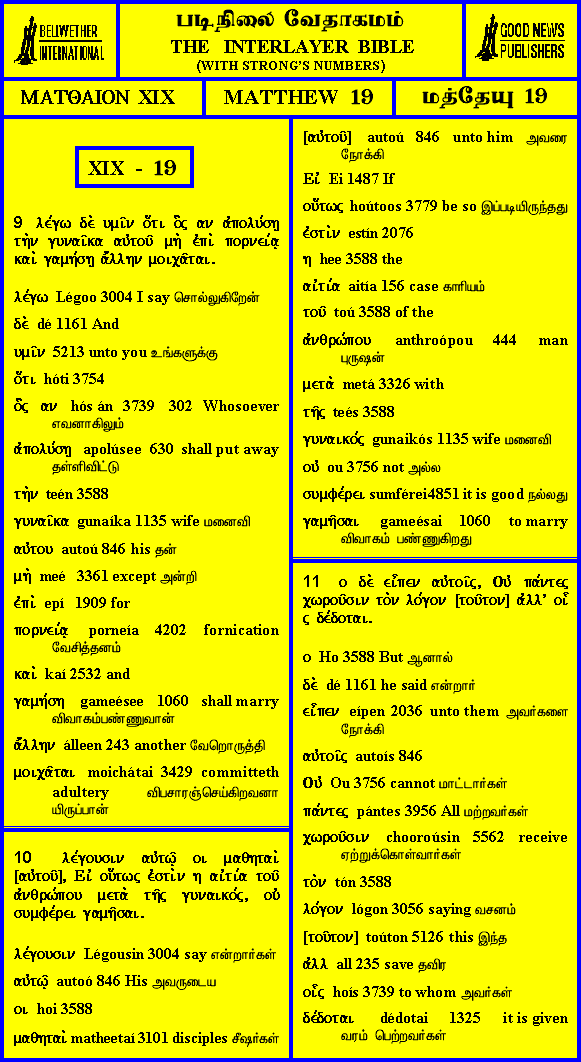 BELLWETHER
INTERNATIONAL
படிநிலை வேதாகமம்
THE INTERLAYER BIBLE
(WITH STRONG'S NUMBERS)
GOOD NEWS
PUBLISHERS
ΜΑΤΘΑΙΟΝ XIX
MATTHEW 19
மத்தேயு 19
XIX - 19
9 λέγω δὲ υμῖν ὅτι ὃς αν ἀπολύσῃ
τὴν γυναῖκα αὐτοῦ μὴ ἐπὶ πορνείᾳ
καὶ γαμήσῃ ἄλλην μοιχᾶται.
λέγω Légoo 3004 I say சொல்லுகிறேன்
δὲ dé 1161 And
υμῖν 5213 unto you உங்களுக்கு
ὅτι hóti 3754
ὃς αν hós án 3739 302 Whosoever
எவனாகிலும்
ἀπολύσῃ apolúsee 630 shall put away
தள்ளிவிட்டு
τὴν teén 3588
γυναῖκα gunaíka 1135 wife மனைவி
αὐτου autoú 846 his தன்
μὴ meé 3361 except அன்றி
ἐπὶ epí 1909 for
πορνείᾳ porneía 4202 fornication
வேசித்தனம்
καὶ kaí 2532 and
γαμήσῃ gameésee 1060 shall marry
விவாகம்பண்ணுவான்
ἄλλην álleen 243 another வேறொருத்தி
μοιχᾶται moichátai 3429 committeth
adultery விபசாரஞ்செய்கிறவனா
யிருப்பான்
10 λέγουσιν αὐτῷ οι μαθηταὶ
[αὐτοῦ], Εἰ οὕτως ἐστὶν η αἰτία τοῦ
ἀνθρώπου μετὰ τῆς γυναικός, οὐ
συμφέρει γαμῆσαι.
λέγουσιν Légousin 3004 say என்றார்கள்
αὐτῷ autoó 846 His அவருடைய
οι hoi 3588
μαθηταὶ matheetaí 3101 disciples சீஷர்கள்
[αὐτοῦ] autoú 846 unto him அவரை
நோக்கி
Εἰ Ei 1487 If
οὕτως hoútoos 3779 be so இப்படியிருந்தது
ἐστὶν estín 2076
η hee 3588 the
αἰτία aitía 156 case காரியம்
τοῦ toú 3588 of the
ἀνθρώπου anthroópou 444 man
புருஷன்
μετὰ metá 3326 with
τῆς teés 3588
γυναικός gunaikós 1135 wife மனைவி
οὐ ou 3756 not அல்ல
συμφέρει sumférei4851 it is good நல்லது
γαμῆσαι gameésai 1060 to marry
விவாகம் பண்ணுகிறது
11 ο δὲ εἶπεν αὐτοῖς, Οὐ πάντες
χωροῦσιν τὸν λόγον [τοῦτον] ἀλλ' οἷ
ς δέδοται.
ο Ho 3588 But ஆனால்
δὲ dé 1161 he said என்றார்
εἶπεν eípen 2036 unto them அவர்களை
நோக்கி
αὐτοῖς autoís 846
Οὐ Ou 3756 cannot மாட்டார்கள்
πάντες pántes 3956 All மற்றவர்கள்
χωροῦσιν chooroúsin 5562 receive
ஏற்றுக்கொள்வார்கள்
τὸν tón 3588
λόγον lógon 3056 saying வசனம்
[τοῦτον] toúton 5126 this இந்த
ἀλλ all 235 save தவிர
οἷς hoís 3739 to whom அவர்கள்
δέδοται dédotai 1325 it is given
வரம் பெற்றவர்கள்